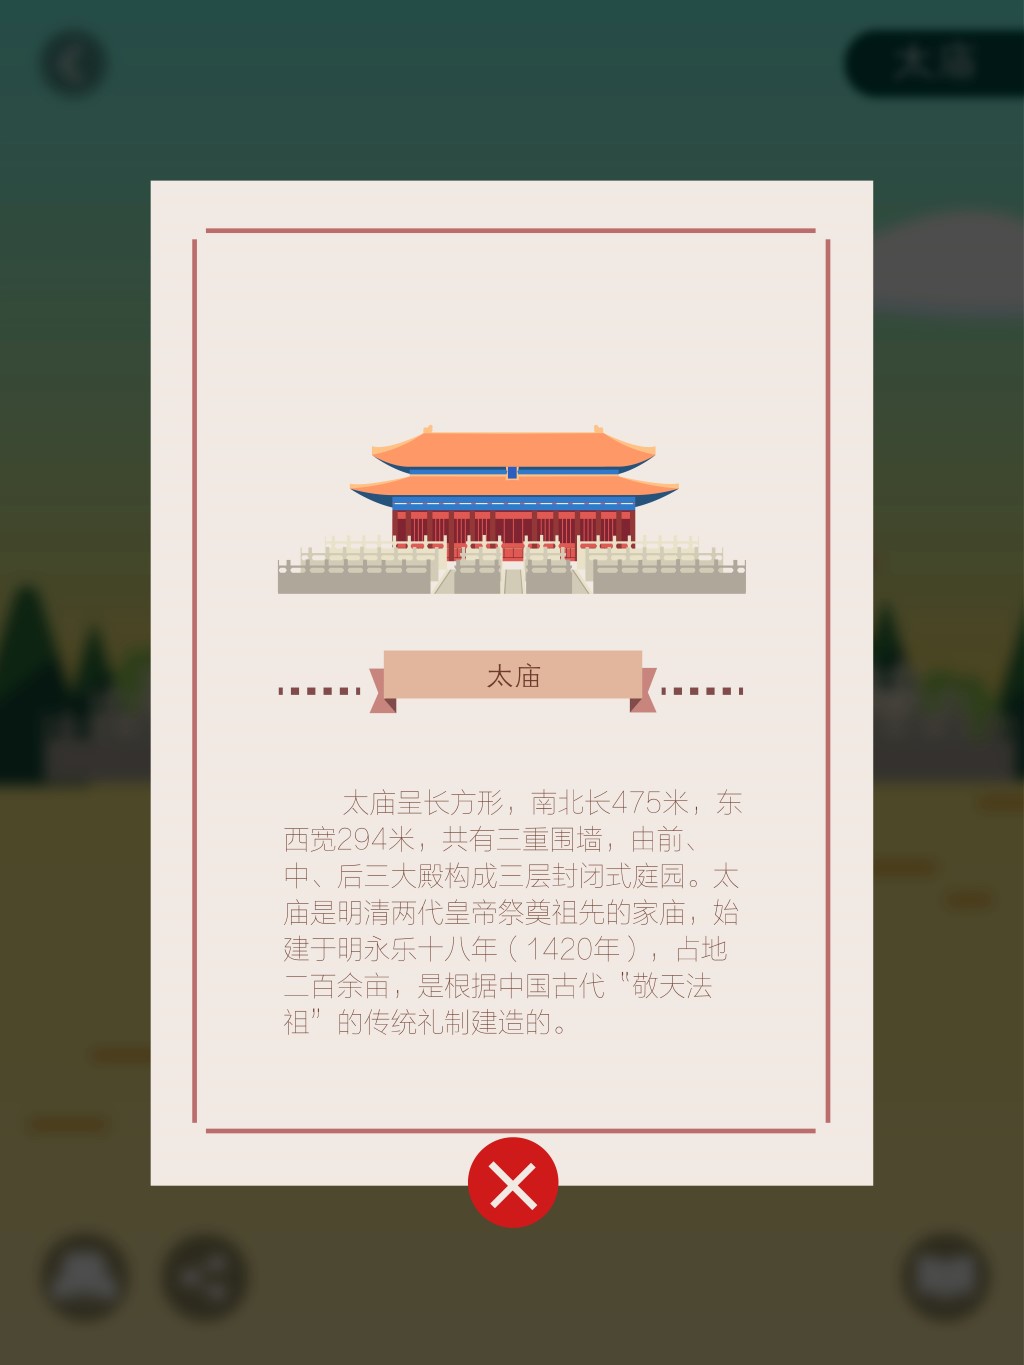 太庙
太庙
太庙呈长方形，南北长475米，东
西宽294米，共有三重围墙，由前、
中、后三大殿构成三层封闭式庭园。太
庙是明清两代皇帝祭奠祖先的家庙，始
建于明永乐十八年（1420年），占地
二百余亩，是根据中国古代“敬天法
祖”的传统礼制建造的。